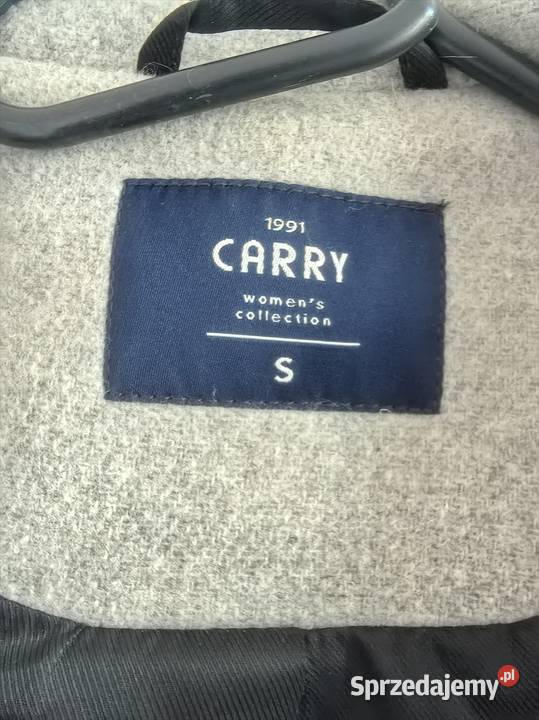 1991
CARRY
women's
collection
S
Sprzedajemy.pl